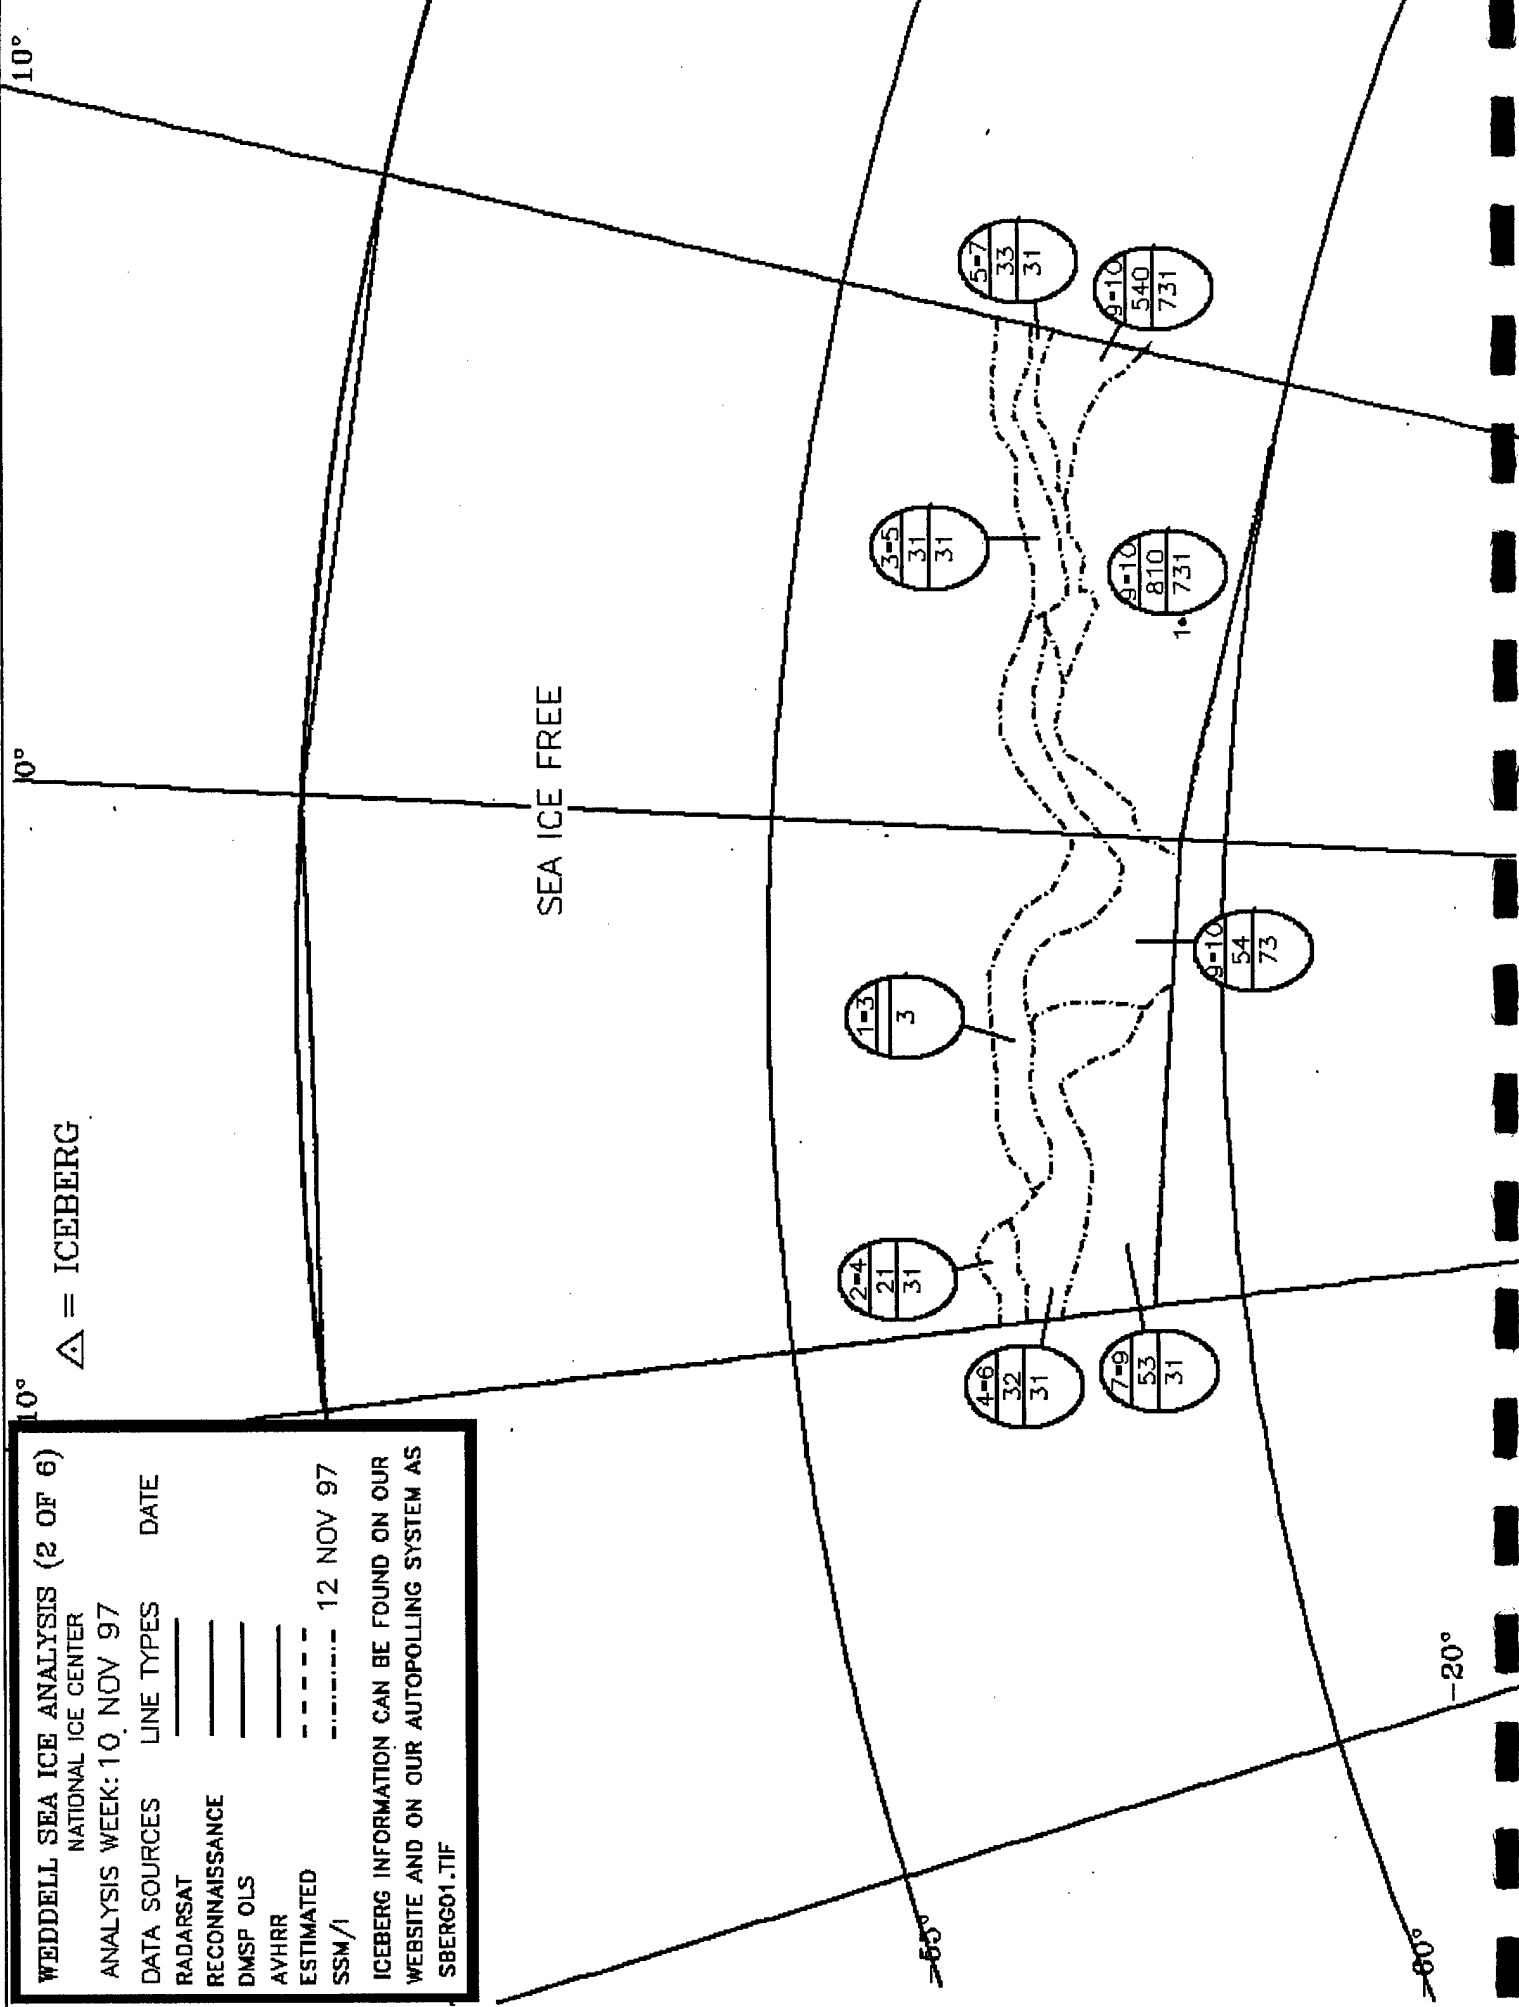 WEDDELL SEA ICE ANALYSIS (2 OF 6)
NATIONAL ICE CENTER
ANALYSIS WEEK: 10 NOV 97
DATA SOURCES LINE TYPES DATE
RADARSAT
RECONNAISSANCE
DMSP OLS
AVHRR
ESTIMATED
SSM/I 12 NOV 97
ICEBERG INFORMATION CAN BE FOUND ON OUR
WEBSITE AND ON OUR AUTOPOLLING SYSTEM AS
SBERG01.TIF
10°
△ = ICEBERG
0°
10°
SEA ICE FREE
2-4
21
31
1-3
3
3-5
31
31
5-7
33
31
4-6
32
31
7-9
53
31
9-10
54
73
9-10
810
731
1•
9-10
540
731
-55°
-60°
-20°